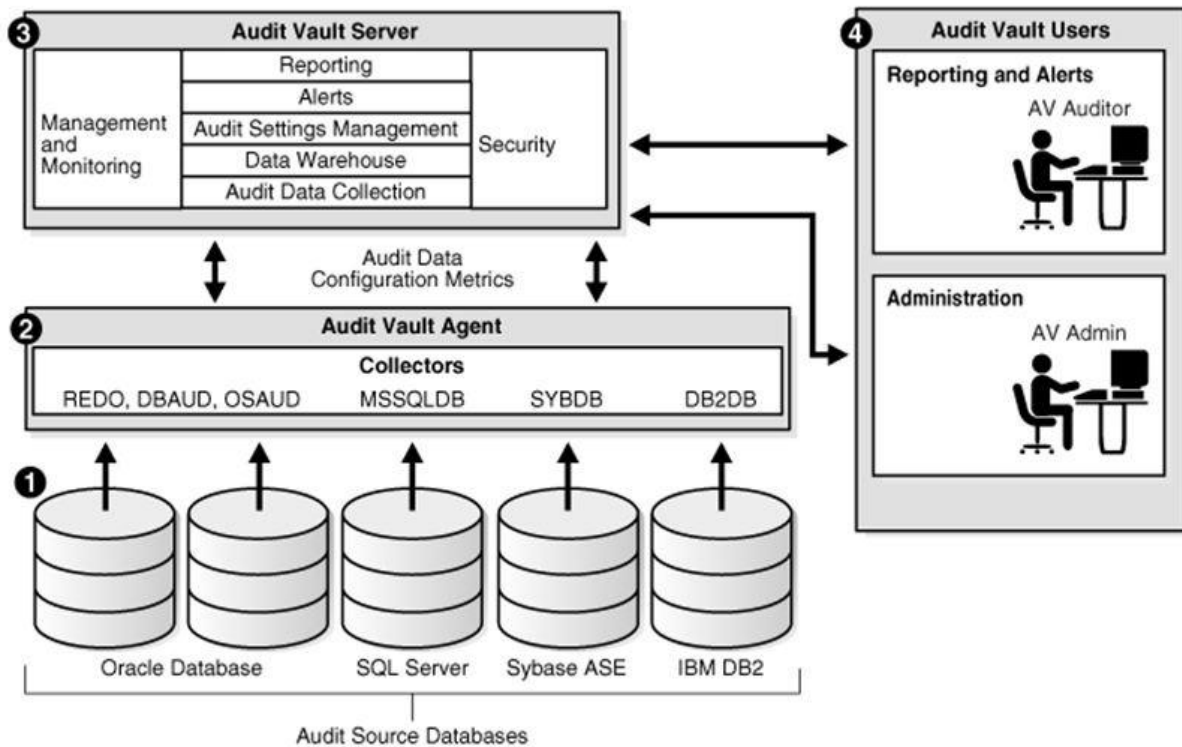 3
Audit Vault Server
Management
and
Monitoring
Reporting
Alerts
Audit Settings Management
Data Warehouse
Audit Data Collection
Security
4
Audit Vault Users
Reporting and Alerts
AV Auditor
Administration
AV Admin
Audit Data
Configuration Metrics
2
Audit Vault Agent
Collectors
REDO, DBAUD, OSAUD MSSQLDB SYBDB DB2DB
1
Oracle Database SQL Server Sybase ASE IBM DB2
Audit Source Databases